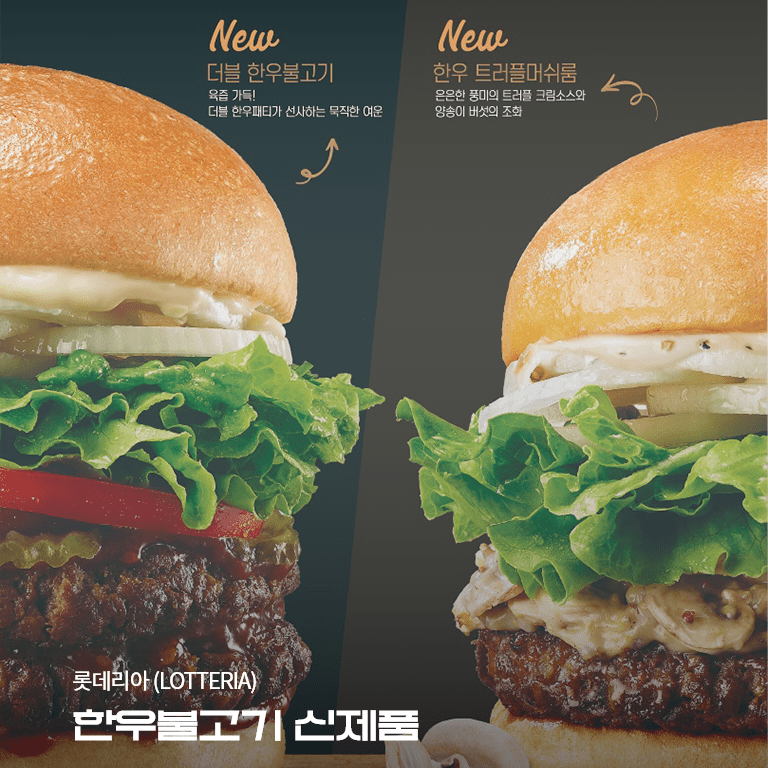 New
더블 한우불고기
육즙 가득!
더블 한우패티가 선사하는 묵직한 여운
New
한우 트러플머쉬룸
은은한 풍미의 트러플 크림소스와
양송이 버섯의 조화
롯데리아 (LOTTERIA)
한우불고기 신제품